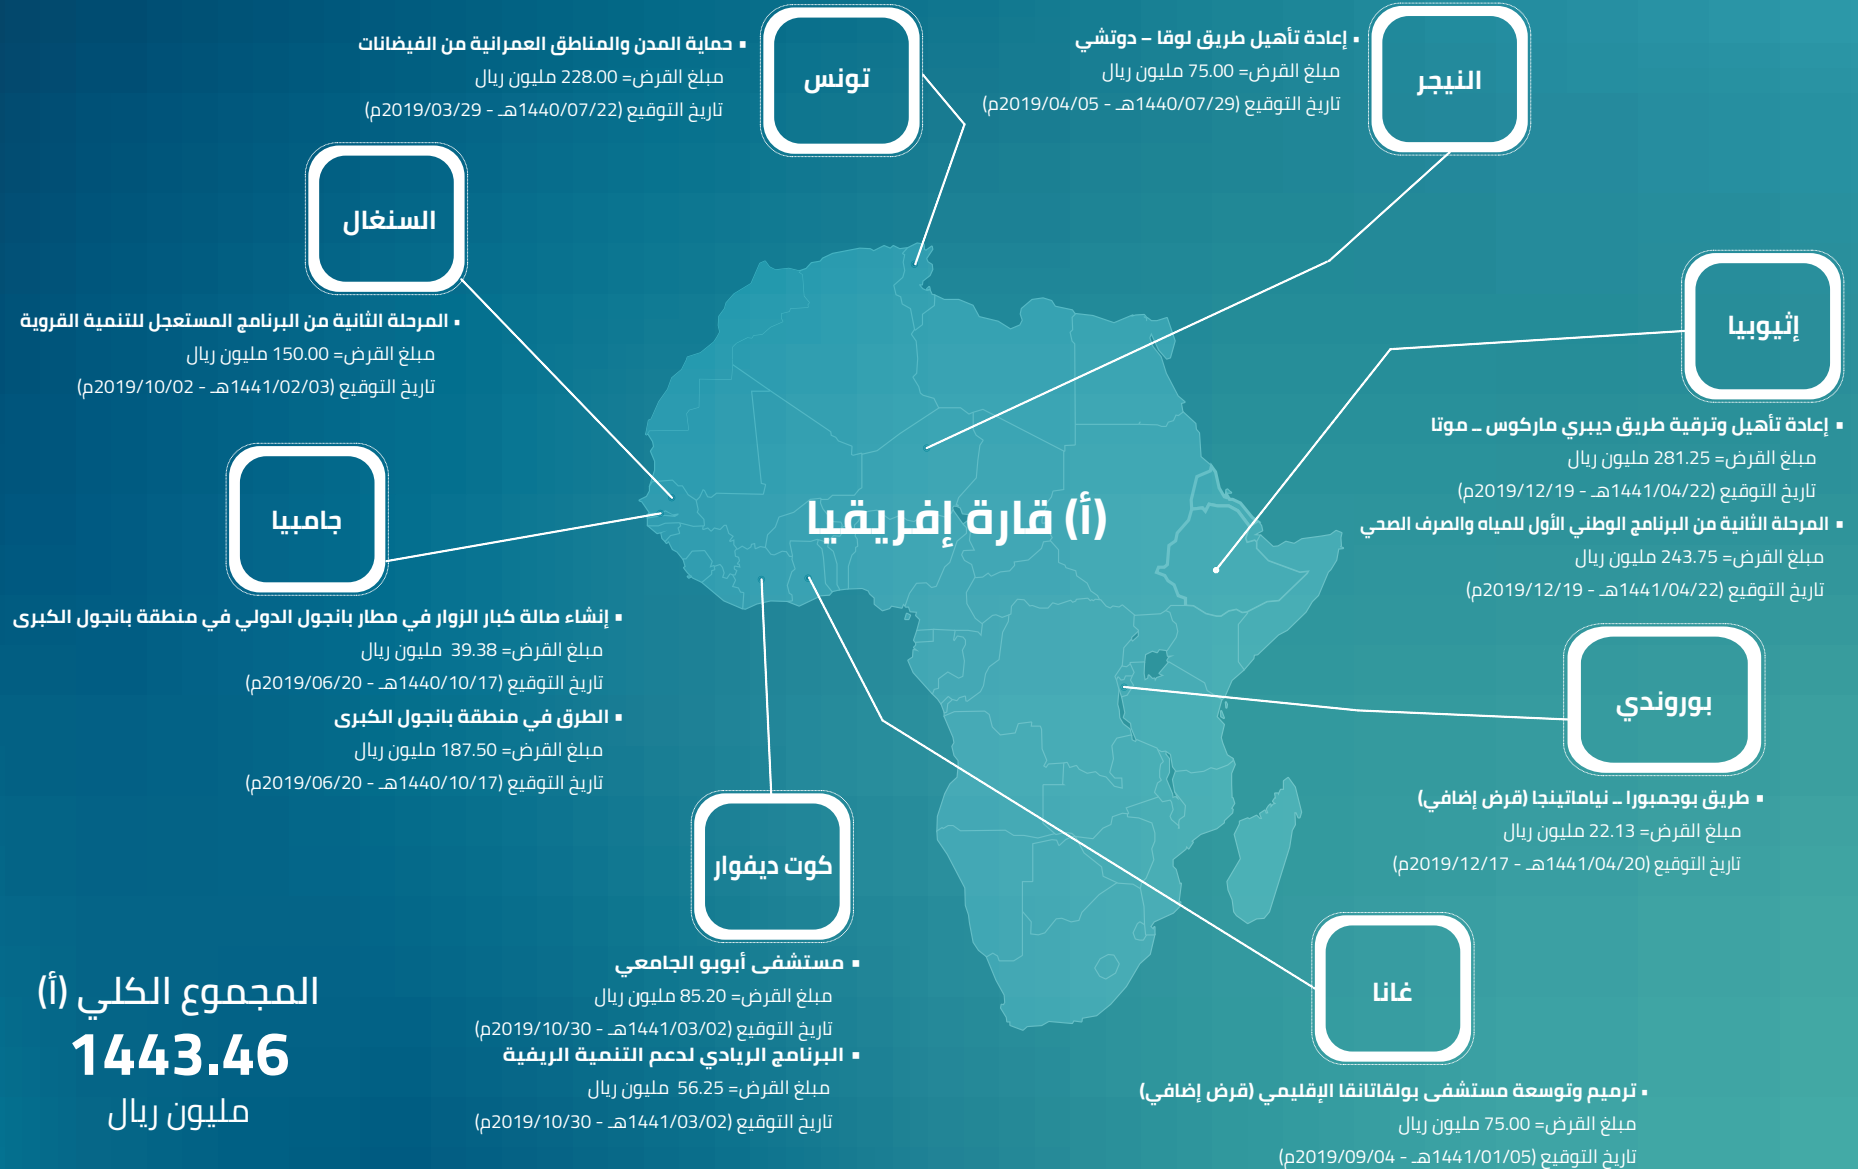 النيجر
▪ إعادة تأهيل طريق لوقا – دوتشي
مبلغ القرض= 75.00 مليون ريال
تاريخ التوقيع (1440/07/29هـ - 2019/04/05م)
تونس
▪ حماية المدن والمناطق العمرانية من الفيضانات
مبلغ القرض= 228.00 مليون ريال
تاريخ التوقيع (1440/07/22هـ - 2019/03/29م)
السنغال
▪ المرحلة الثانية من البرنامج المستعجل للتنمية القروية
مبلغ القرض= 150.00 مليون ريال
تاريخ التوقيع (1441/02/03هـ - 2019/10/02م)
إثيوبيا
▪ إعادة تأهيل وترقية طريق ديبري ماركوس – موتا
مبلغ القرض= 281.25 مليون ريال
تاريخ التوقيع (1441/04/22هـ - 2019/12/19م)
▪ المرحلة الثانية من البرنامج الوطني الأول للمياه والصرف الصحي
مبلغ القرض= 243.75 مليون ريال
تاريخ التوقيع (1441/04/22هـ - 2019/12/19م)
(أ) قارة إفريقيا
جامبيا
▪ إنشاء صالة كبار الزوار في مطار بانجول الدولي في منطقة بانجول الكبرى
مبلغ القرض= 39.38 مليون ريال
تاريخ التوقيع (1440/10/17هـ - 2019/06/20م)
▪ الطرق في منطقة بانجول الكبرى
مبلغ القرض= 187.50 مليون ريال
تاريخ التوقيع (1440/10/17هـ - 2019/06/20م)
بوروندي
▪ طريق بوجمبورا – نياماتينجا (قرض إضافي)
مبلغ القرض= 22.13 مليون ريال
تاريخ التوقيع (1441/04/20هـ - 2019/12/17م)
كوت ديفوار
▪ مستشفى أبوبو الجامعي
مبلغ القرض= 85.20 مليون ريال
تاريخ التوقيع (1441/03/02هـ - 2019/10/30م)
▪ البرنامج الريادي لدعم التنمية الريفية
مبلغ القرض= 56.25 مليون ريال
تاريخ التوقيع (1441/03/02هـ - 2019/10/30م)
غانا
▪ ترميم وتوسعة مستشفى بولقاتانقا الإقليمي (قرض إضافي)
مبلغ القرض= 75.00 مليون ريال
تاريخ التوقيع (1441/01/05هـ - 2019/09/04م)
المجموع الكلي (أ)
1443.46
مليون ريال